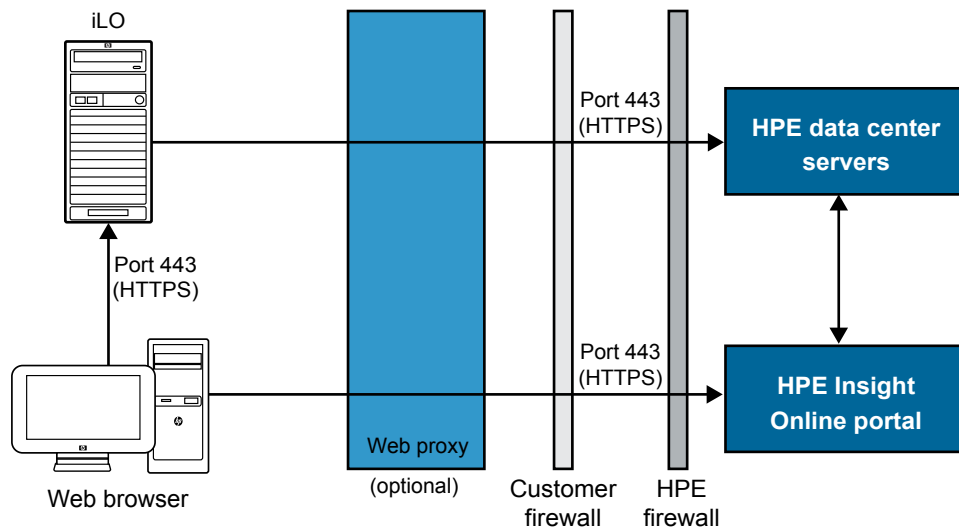 iLO
Port 443
(HTTPS)
HPE data center
servers
Port 443
(HTTPS)
Port 443
(HTTPS)
HPE Insight
Online portal
Web proxy
(optional)
Web browser
Customer
firewall
HPE
firewall